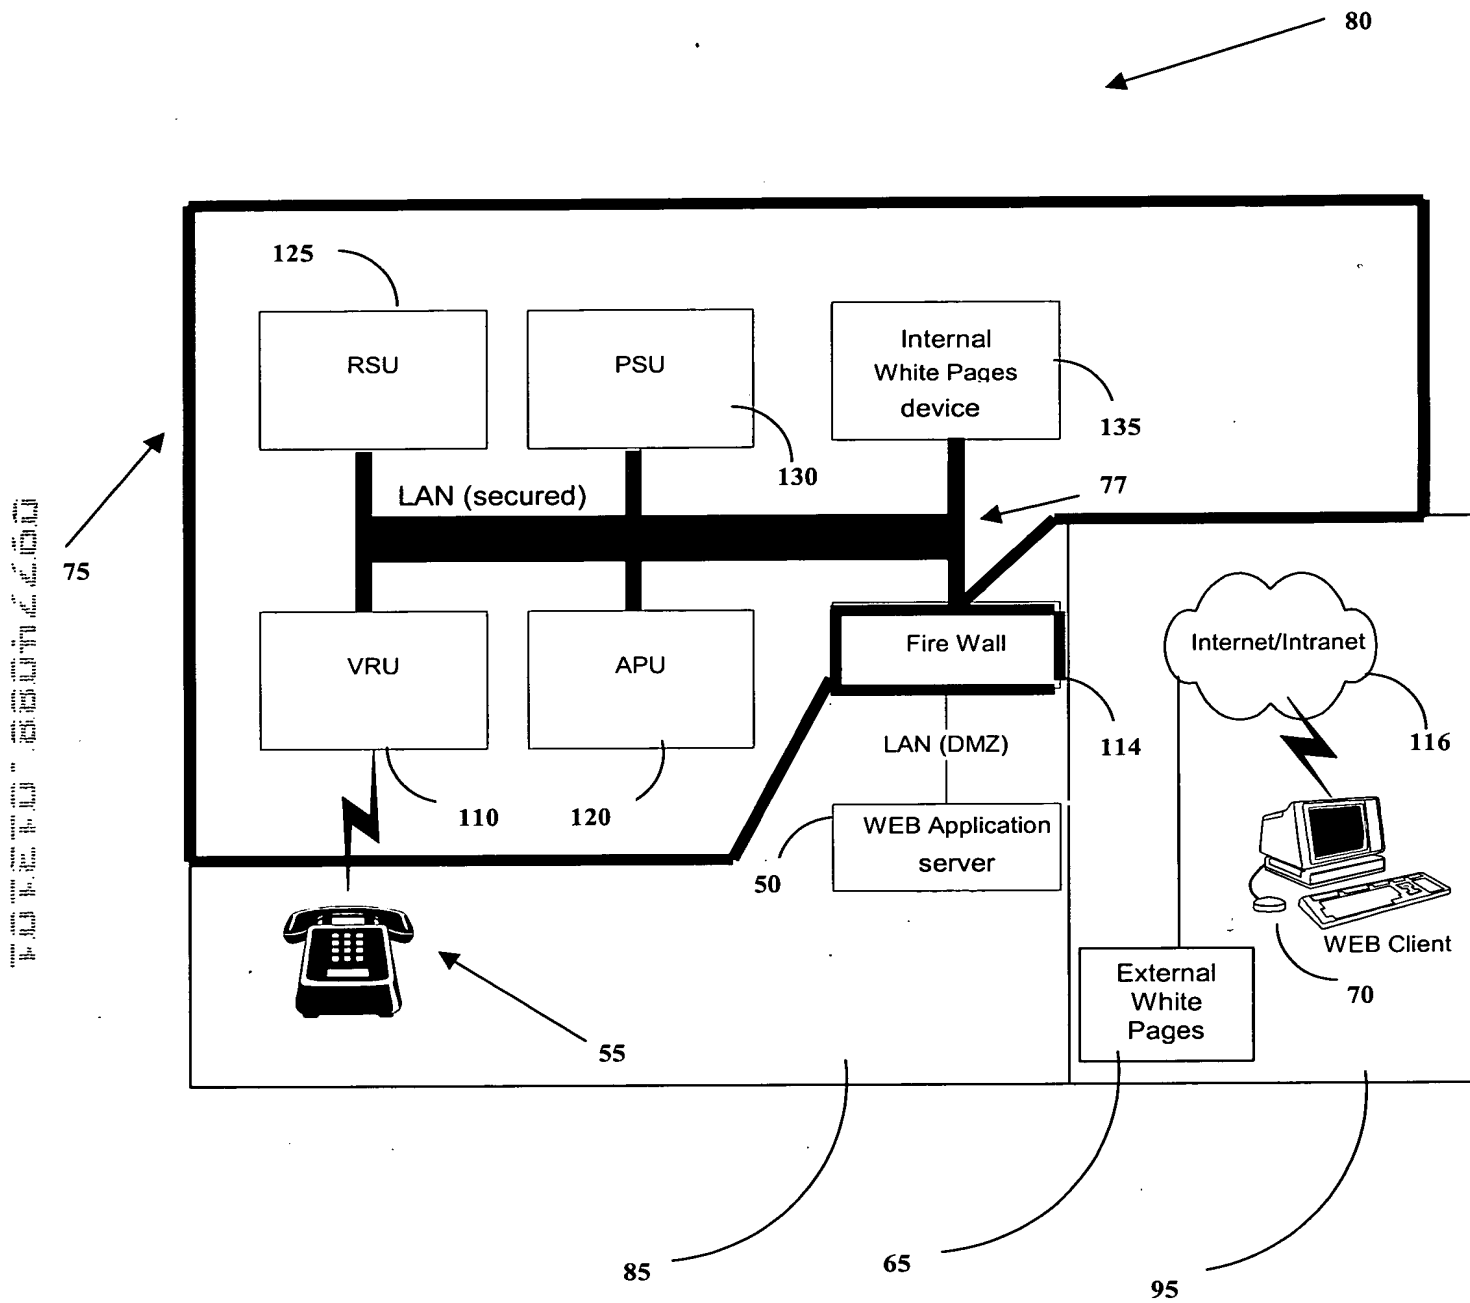 80
125
RSU
PSU
Internal
White Pages
device
135
130
77
LAN (secured)
75
VRU
APU
Fire Wall
Internet/Intranet
114
116
LAN (DMZ)
110
120
WEB Application
server
50
WEB Client
70
External
White
Pages
55
85
65
95